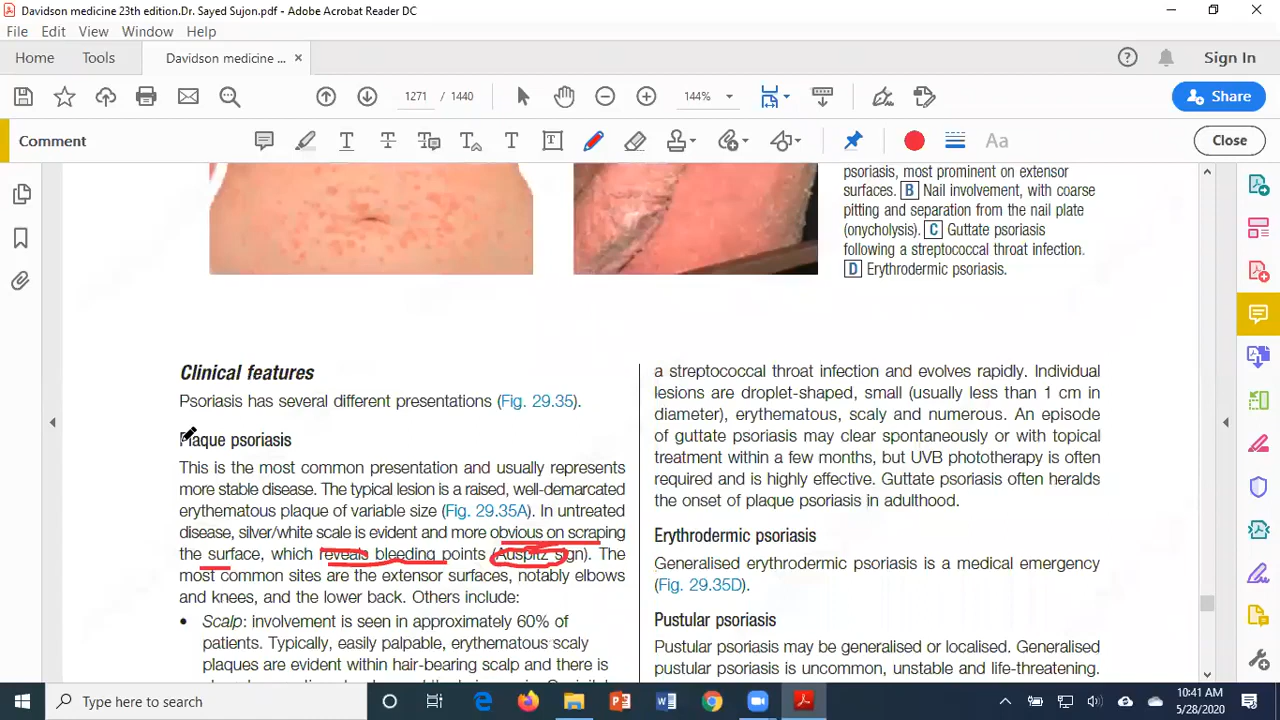 Davidson medicine 23th edition.Dr. Sayed Sujon.pdf - Adobe Acrobat Reader DC
File Edit View Window Help
Home Tools Davidson medicine ... × Sign In
1271 / 1440 144% Share
Comment Aa Close
psoriasis, most prominent on extensor
surfaces. B Nail involvement, with coarse
pitting and separation from the nail plate
(onycholysis). C Guttate psoriasis
following a streptococcal throat infection.
D Erythrodermic psoriasis.
Clinical features
Psoriasis has several different presentations (Fig. 29.35).
Plaque psoriasis
This is the most common presentation and usually represents
more stable disease. The typical lesion is a raised, well-demarcated
erythematous plaque of variable size (Fig. 29.35A). In untreated
disease, silver/white scale is evident and more obvious on scraping
the surface, which reveals bleeding points (Auspitz sign). The
most common sites are the extensor surfaces, notably elbows
and knees, and the lower back. Others include:
• Scalp: involvement is seen in approximately 60% of
patients. Typically, easily palpable, erythematous scaly
plaques are evident within hair-bearing scalp and there is
a streptococcal throat infection and evolves rapidly. Individual
lesions are droplet-shaped, small (usually less than 1 cm in
diameter), erythematous, scaly and numerous. An episode
of guttate psoriasis may clear spontaneously or with topical
treatment within a few months, but UVB phototherapy is often
required and is highly effective. Guttate psoriasis often heralds
the onset of plaque psoriasis in adulthood.
Erythrodermic psoriasis
Generalised erythrodermic psoriasis is a medical emergency
(Fig. 29.35D).
Pustular psoriasis
Pustular psoriasis may be generalised or localised. Generalised
pustular psoriasis is uncommon, unstable and life-threatening.
Type here to search
10:41 AM
5/28/2020